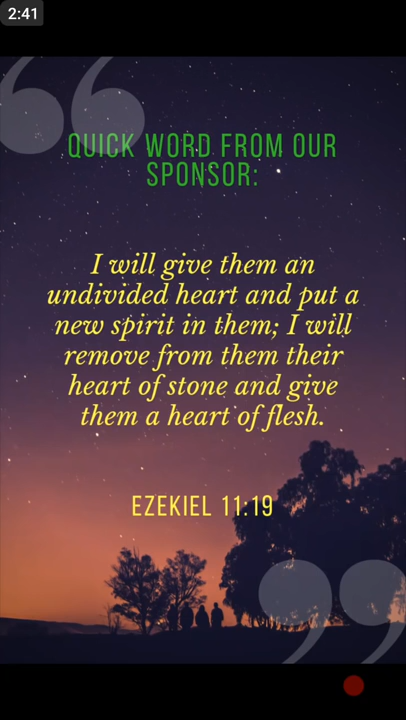 2:41
QUICK WORD FROM OUR
SPONSOR:
I will give them an
undivided heart and put a
new spirit in them; I will
remove from them their
heart of stone and give
them a heart of flesh.
EZEKIEL 11:19